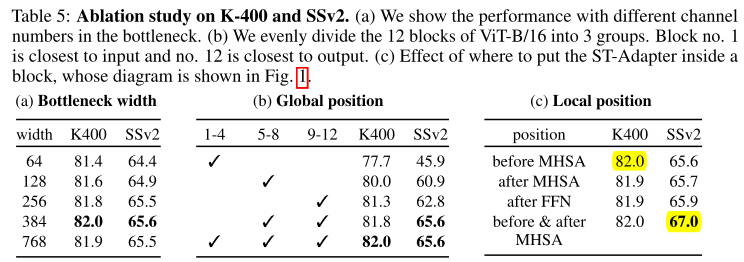 Table 5: Ablation study on K-400 and SSv2. (a) We show the performance with different channel
numbers in the bottleneck. (b) We evenly divide the 12 blocks of ViT-B/16 into 3 groups. Block no. 1
is closest to input and no. 12 is closest to output. (c) Effect of where to put the ST-Adapter inside a
block, whose diagram is shown in Fig. 1.
(a) Bottleneck width
width K400 SSv2
64 81.4 64.4
128 81.6 64.9
256 81.8 65.5
384 82.0 65.6
768 81.9 65.5
(b) Global position
1-4 5-8 9-12 K400 SSv2
✓ 77.7 45.9
✓ 80.0 60.9
✓ 81.3 62.8
✓ ✓ 81.8 65.6
✓ ✓ ✓ 82.0 65.6
(c) Local position
position K400 SSv2
before MHSA 82.0 65.6
after MHSA 81.9 65.7
after FFN 81.9 65.9
before & after 82.0 67.0
MHSA